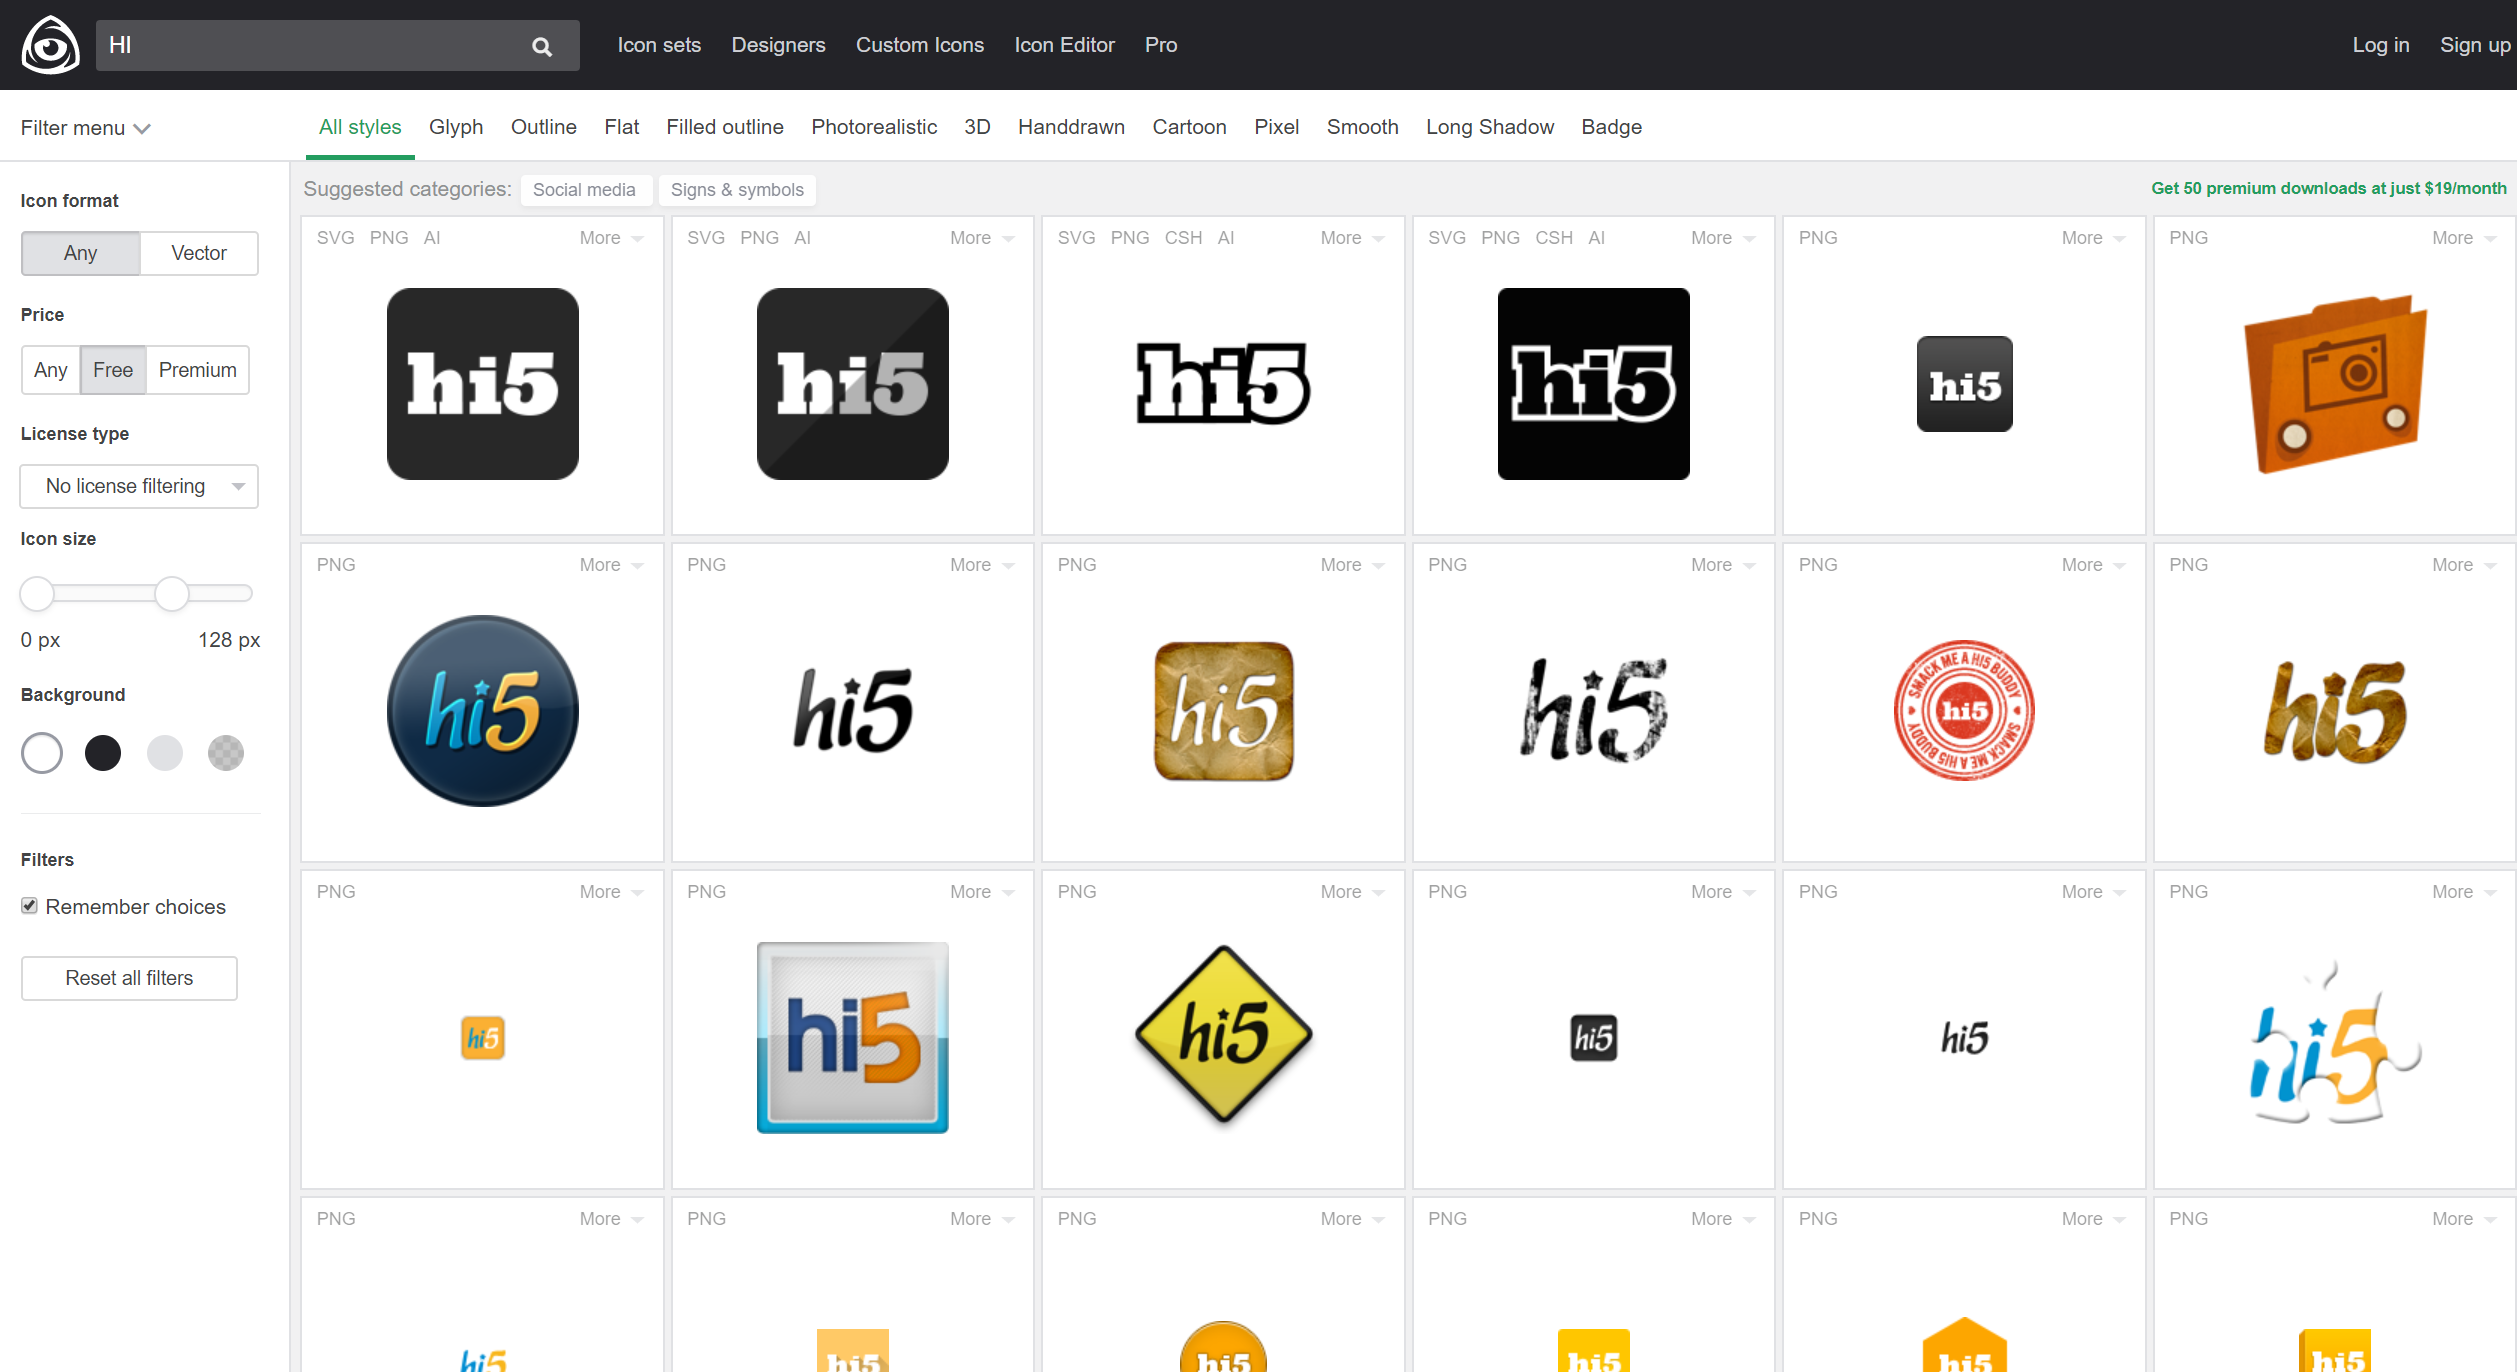 HI
Icon sets Designers Custom Icons Icon Editor Pro
Log in Sign up
Filter menu
All styles Glyph Outline Flat Filled outline Photorealistic 3D Handdrawn Cartoon Pixel Smooth Long Shadow Badge
Suggested categories: Social media Signs & symbols
Get 50 premium downloads at just $19/month
Icon format
Any Vector
Price
Any Free Premium
License type
No license filtering
Icon size
0 px 128 px
Background
Filters
Remember choices
Reset all filters
SVG PNG AI More
hi5
SVG PNG AI More
hi5
SVG PNG CSH AI More
hi5
SVG PNG CSH AI More
hi5
PNG More
hi5
PNG More
PNG More
hi5
PNG More
hi5
PNG More
hi5
PNG More
hi5
PNG More
SMACK ME A HI5 BUDDY
hi5
SMACK ME A HI5 BUDDY
PNG More
hi5
PNG More
hi5
PNG More
hi5
PNG More
hi5
PNG More
hi5
PNG More
hi5
PNG More
hi5
PNG More
hi5
PNG More
hi5
PNG More
hi5
PNG More
hi5
PNG More
hi5
PNG More
hi5